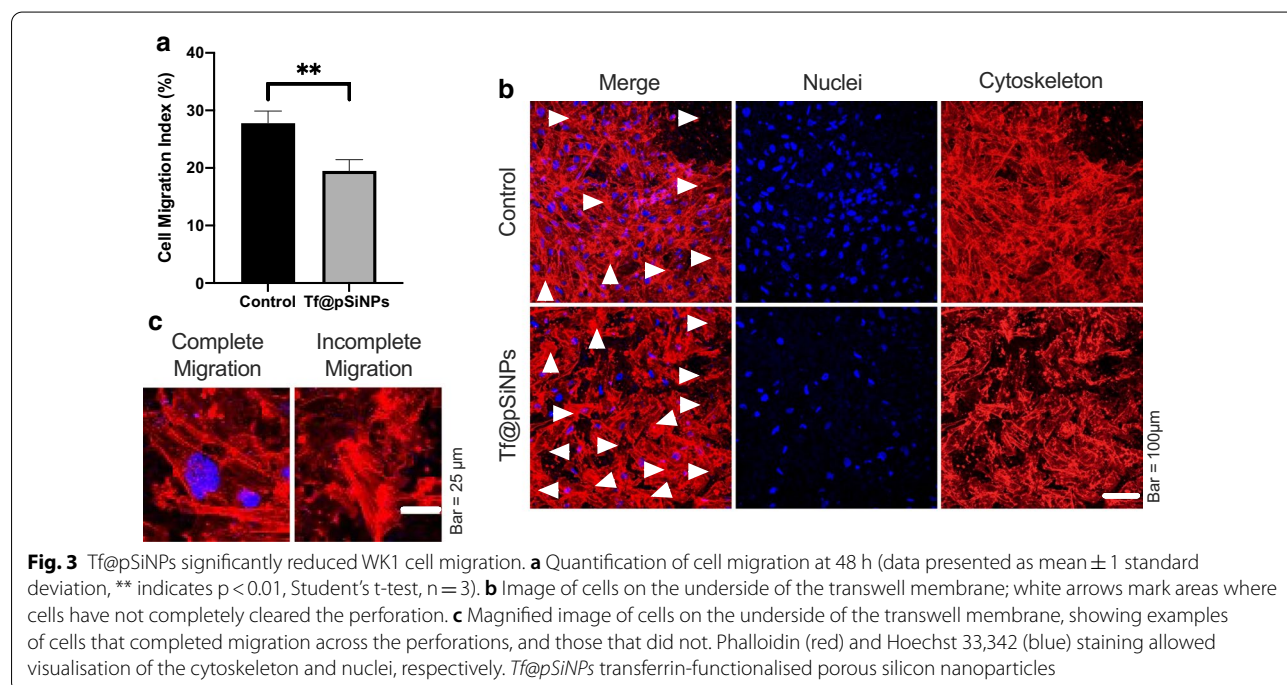 a
40
30
20
10
0
Cell Migration Index (%)
**
Control Tf@pSiNPs
b
Merge Nuclei Cytoskeleton
Control
Tf@pSiNPs
Bar = 100µm
c
Complete
Migration
Incomplete
Migration
Bar = 25 µm
Fig. 3 Tf@pSiNPs significantly reduced WK1 cell migration. a Quantification of cell migration at 48 h (data presented as mean ± 1 standard
deviation, ** indicates p < 0.01, Student's t-test, n = 3). b Image of cells on the underside of the transwell membrane; white arrows mark areas where
cells have not completely cleared the perforation. c Magnified image of cells on the underside of the transwell membrane, showing examples
of cells that completed migration across the perforations, and those that did not. Phalloidin (red) and Hoechst 33,342 (blue) staining allowed
visualisation of the cytoskeleton and nuclei, respectively. Tf@pSiNPs transferrin-functionalised porous silicon nanoparticles